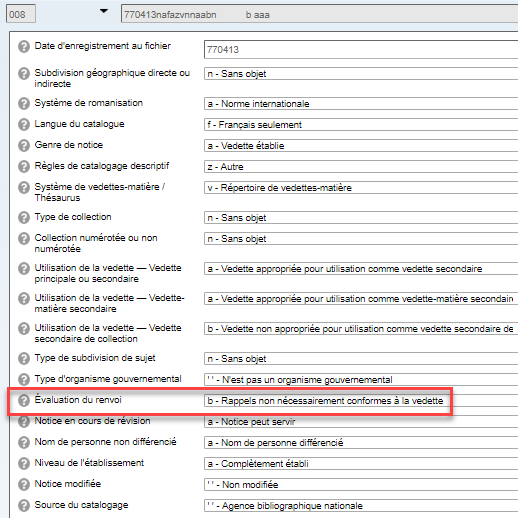 008 770413nafazvnnaabn b aaa
Date d'enregistrement au fichier 770413
Subdivision géographique directe ou n - Sans objet
indirecte
Système de romanisation a - Norme internationale
Langue du catalogue f - Français seulement
Genre de notice a - Vedette établie
Règles de catalogage descriptif z - Autre
Système de vedettes-matière / v - Répertoire de vedettes-matière
Thésaurus
Type de collection n - Sans objet
Collection numérotée ou non n - Sans objet
numérotée
Utilisation de la vedette — Vedette a - Vedette appropriée pour utilisation comme vedette secondaire
principale ou secondaire
Utilisation de la vedette — Vedette- a - Vedette appropriée pour utilisation comme vedette-matière secondain
matière secondaire
Utilisation de la vedette — Vedette b - Vedette non appropriée pour utilisation comme vedette secondaire de
secondaire de collection
Type de subdivision de sujet n - Sans objet
Type d'organisme gouvernemental ' ' - N'est pas un organisme gouvernemental
Évaluation du renvoi b - Rappels non nécessairement conformes à la vedette
Notice en cours de révision a - Notice peut servir
Nom de personne non différencié a - Nom de personne différencié
Niveau de l'établissement a - Complètement établi
Notice modifiée ' ' - Non modifiée
Source du catalogage ' ' - Agence bibliographique nationale